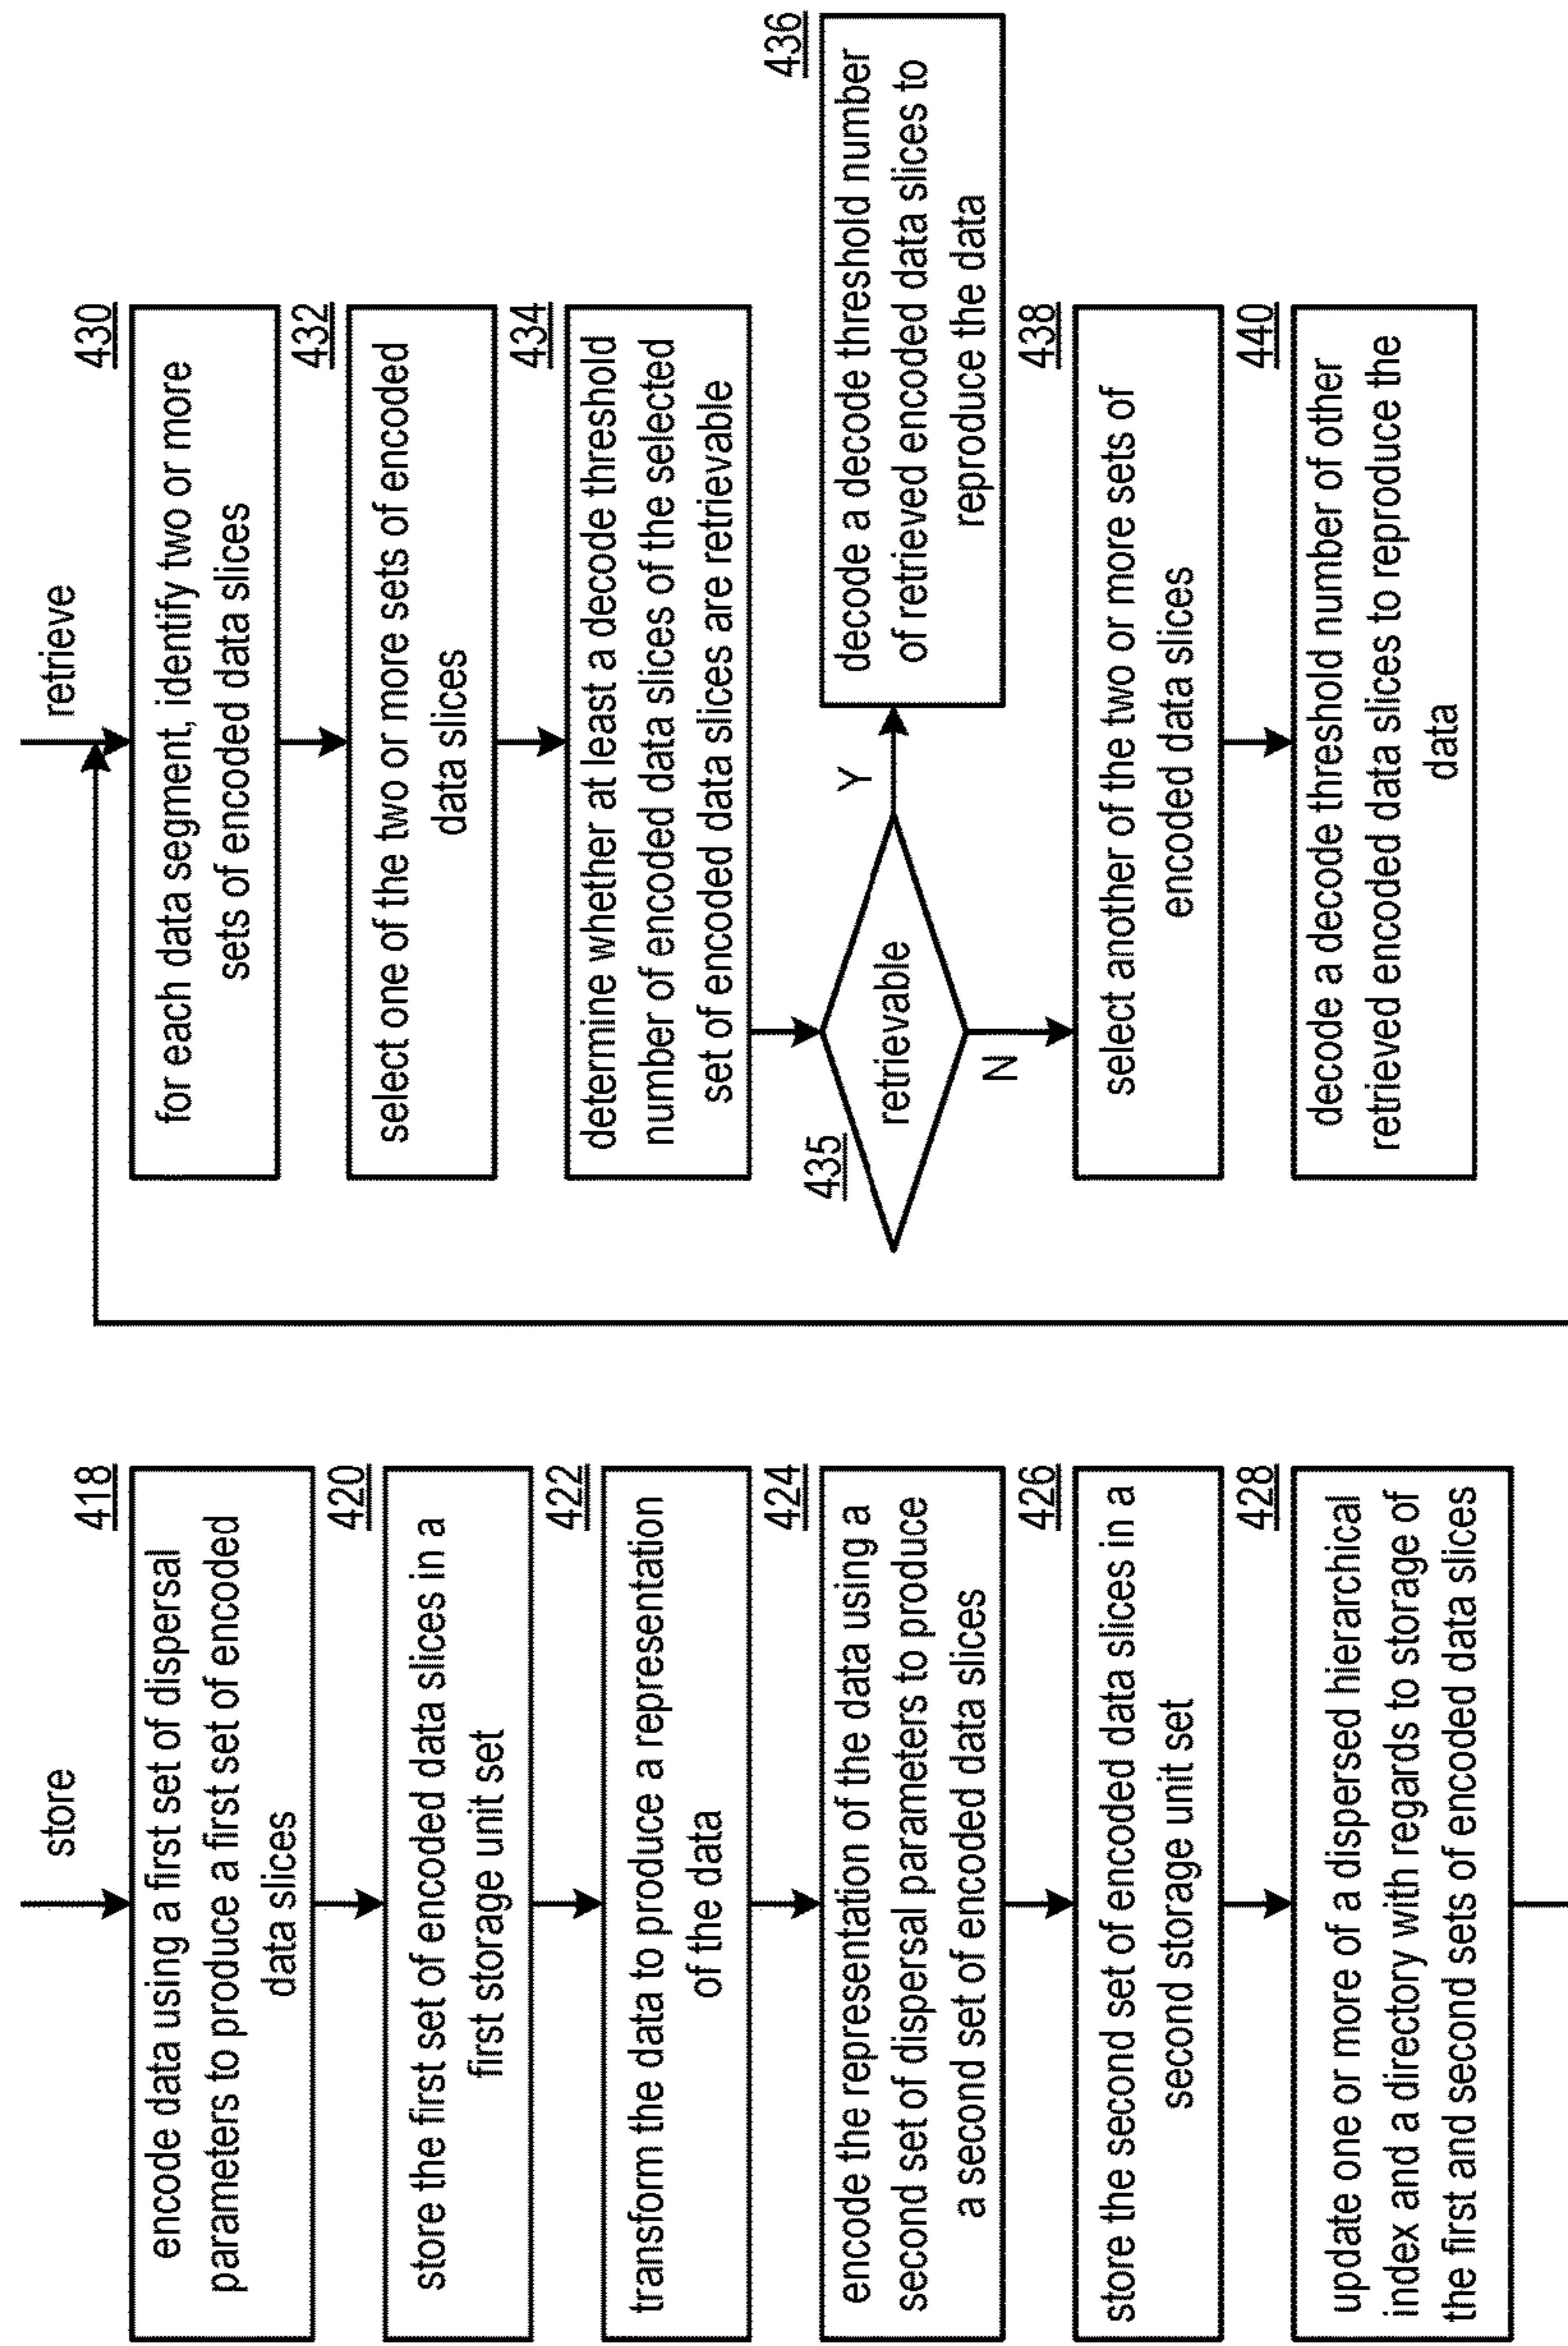 store
418
encode data using a first set of dispersal
parameters to produce a first set of encoded
data slices
420
store the first set of encoded data slices in a
first storage unit set
422
transform the data to produce a representation
of the data
424
encode the representation of the data using a
second set of dispersal parameters to produce
a second set of encoded data slices
426
store the second set of encoded data slices in a
second storage unit set
428
update one or more of a dispersed hierarchical
index and a directory with regards to storage of
the first and second sets of encoded data slices
retrieve
430
for each data segment, identify two or more
sets of encoded data slices
432
select one of the two or more sets of encoded
data slices
434
determine whether at least a decode threshold
number of encoded data slices of the selected
set of encoded data slices are retrievable
435
retrievable
Y
N
436
decode a decode threshold number
of retrieved encoded data slices to
reproduce the data
438
select another of the two or more sets of
encoded data slices
440
decode a decode threshold number of other
retrieved encoded data slices to reproduce the
data